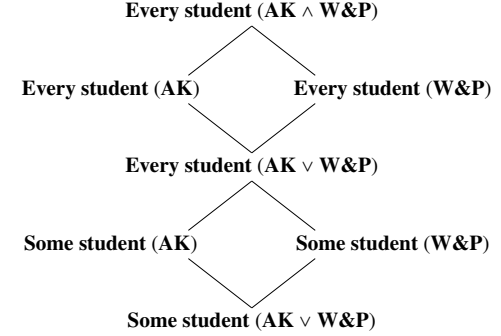 Every student (AK ∧ W&P)
Every student (AK) Every student (W&P)
Every student (AK ∨ W&P)
Some student (AK) Some student (W&P)
Some student (AK ∨ W&P)